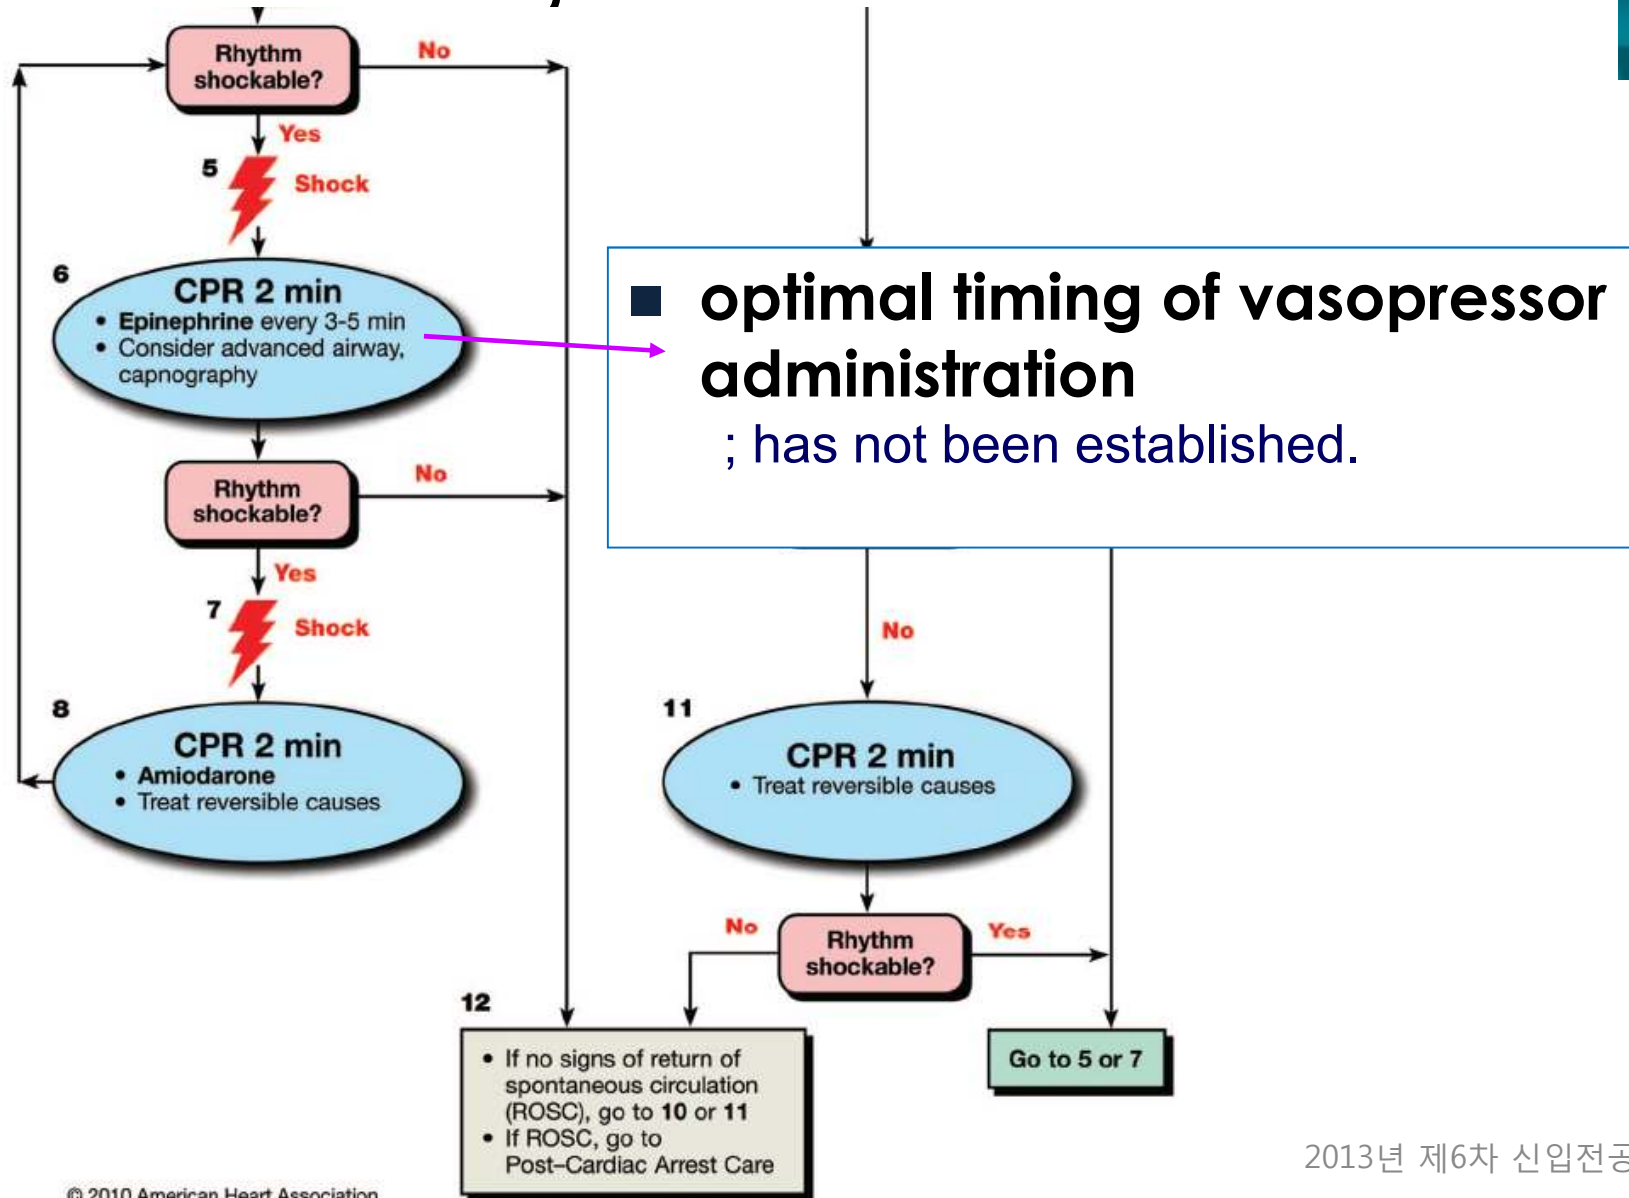 Rhythm
shockable?
No
Yes
5
Shock
6
CPR 2 min
• Epinephrine every 3-5 min
• Consider advanced airway,
capnography
■ optimal timing of vasopressor
administration
; has not been established.
Rhythm
shockable?
No
Yes
7
Shock
8
CPR 2 min
• Amiodarone
• Treat reversible causes
No
11
CPR 2 min
• Treat reversible causes
No
Rhythm
shockable?
Yes
12
• If no signs of return of
spontaneous circulation
(ROSC), go to 10 or 11
• If ROSC, go to
Post–Cardiac Arrest Care
Go to 5 or 7
2013년 제6차 신입전공
© 2010 American Heart Association